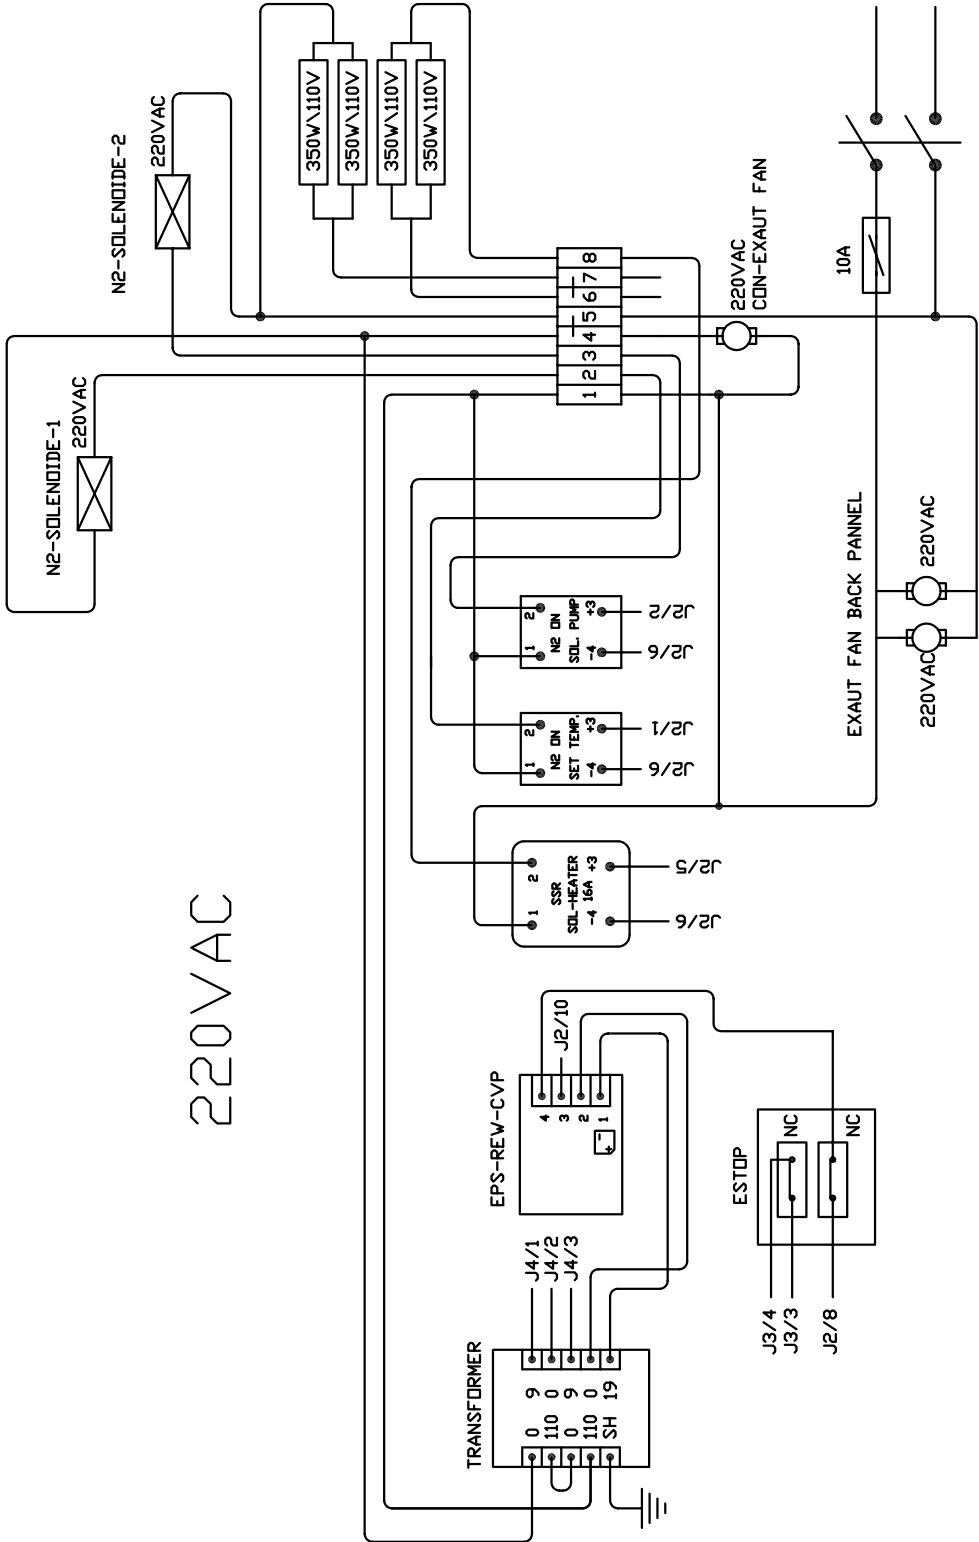 350W\110V
350W\110V
350W\110V
350W\110V
N2-SOLENOIDE-2
220VAC
N2-SOLENOIDE-1
220VAC
8
7
6
5
4
3
2
1
220VAC
CON-EXAUT FAN
10A
EXAUT FAN BACK PANNEL
220VAC
220VAC
1 2
N2 ON
SOL. PUMP
-4 +3
J2/2
J2/6
1 2
N2 ON
SET TEMP.
-4 +3
J2/1
J2/6
1 2
SSR
SOL-HEATER
-4 16A +3
J2/5
J2/6
220VAC
EPS-REW-CVP
4
3
2
1
- +
J2/10
ESTOP
NC
NC
J3/4
J3/3
J2/8
TRANSFORMER
J4/1
J4/2
J4/3
0 9
110 0
0 9
110 0
SH 19